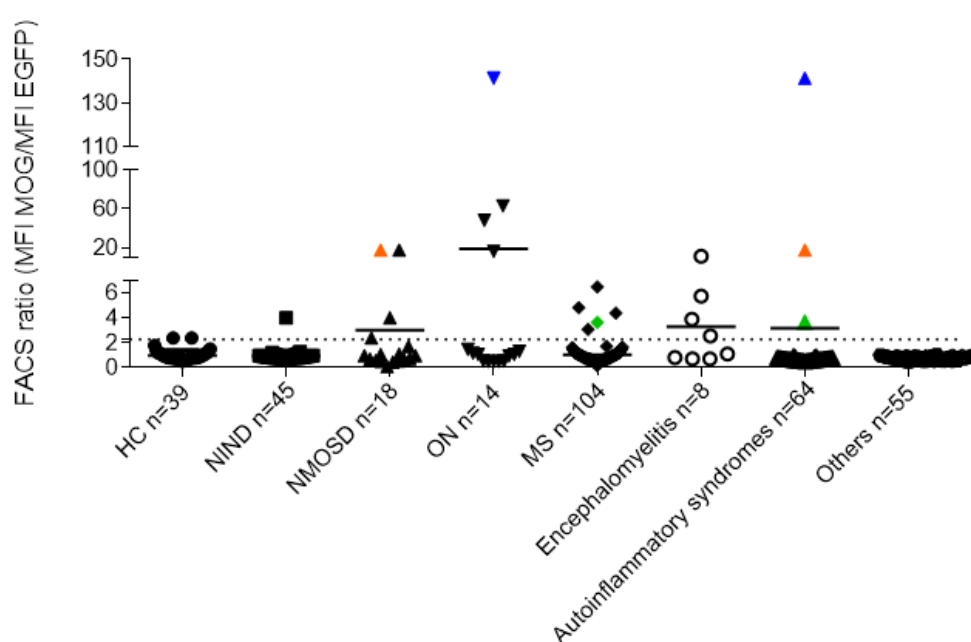 FACS ratio (MFI MOG/MFI EGFP)
150
130
110
100
60
20
6
4
2
0
HC n=39
NIND n=45
NMOSD n=18
ON n=14
MS n=104
Encephalomyelitis n=8
Autoinflammatory syndromes n=64
Others n=55